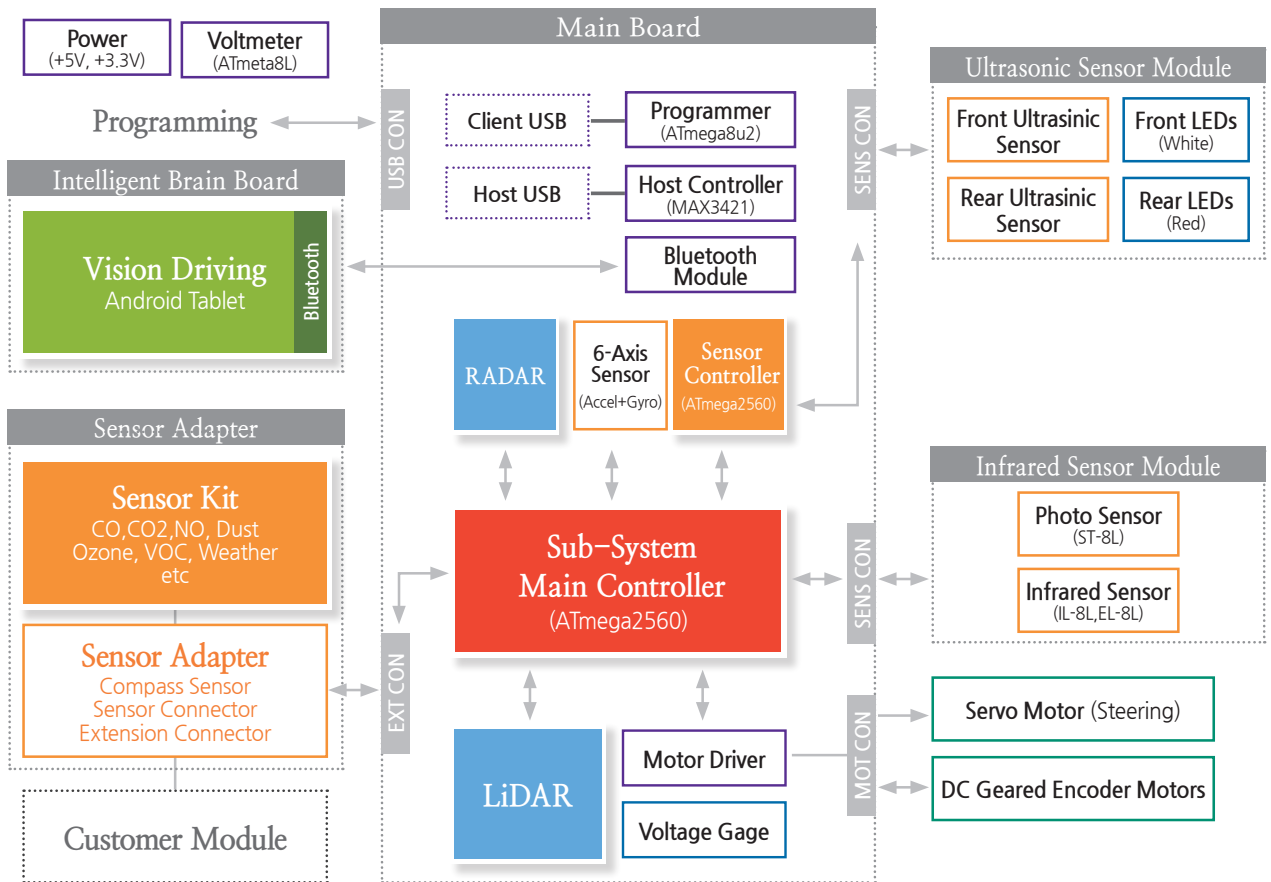 Power
(+5V, +3.3V)
Voltmeter
(ATmeta8L)
Programming
Intelligent Brain Board
Vision Driving
Android Tablet
Bluetooth
Sensor Adapter
Sensor Kit
CO,CO2,NO, Dust
Ozone, VOC, Weather
etc
Sensor Adapter
Compass Sensor
Sensor Connector
Extension Connector
Customer Module
Main Board
USB CON
Client USB
Programmer
(ATmega8u2)
Host USB
Host Controller
(MAX3421)
Bluetooth
Module
SENS CON
RADAR
6-Axis
Sensor
(Accel+Gyro)
Sensor
Controller
(ATmega2560)
Sub-System
Main Controller
(ATmega2560)
EXT CON
SENS CON
LiDAR
Motor Driver
Voltage Gage
MOT CON
Ultrasonic Sensor Module
Front Ultrasinic
Sensor
Front LEDs
(White)
Rear Ultrasinic
Sensor
Rear LEDs
(Red)
Infrared Sensor Module
Photo Sensor
(ST-8L)
Infrared Sensor
(IL-8L,EL-8L)
Servo Motor (Steering)
DC Geared Encoder Motors